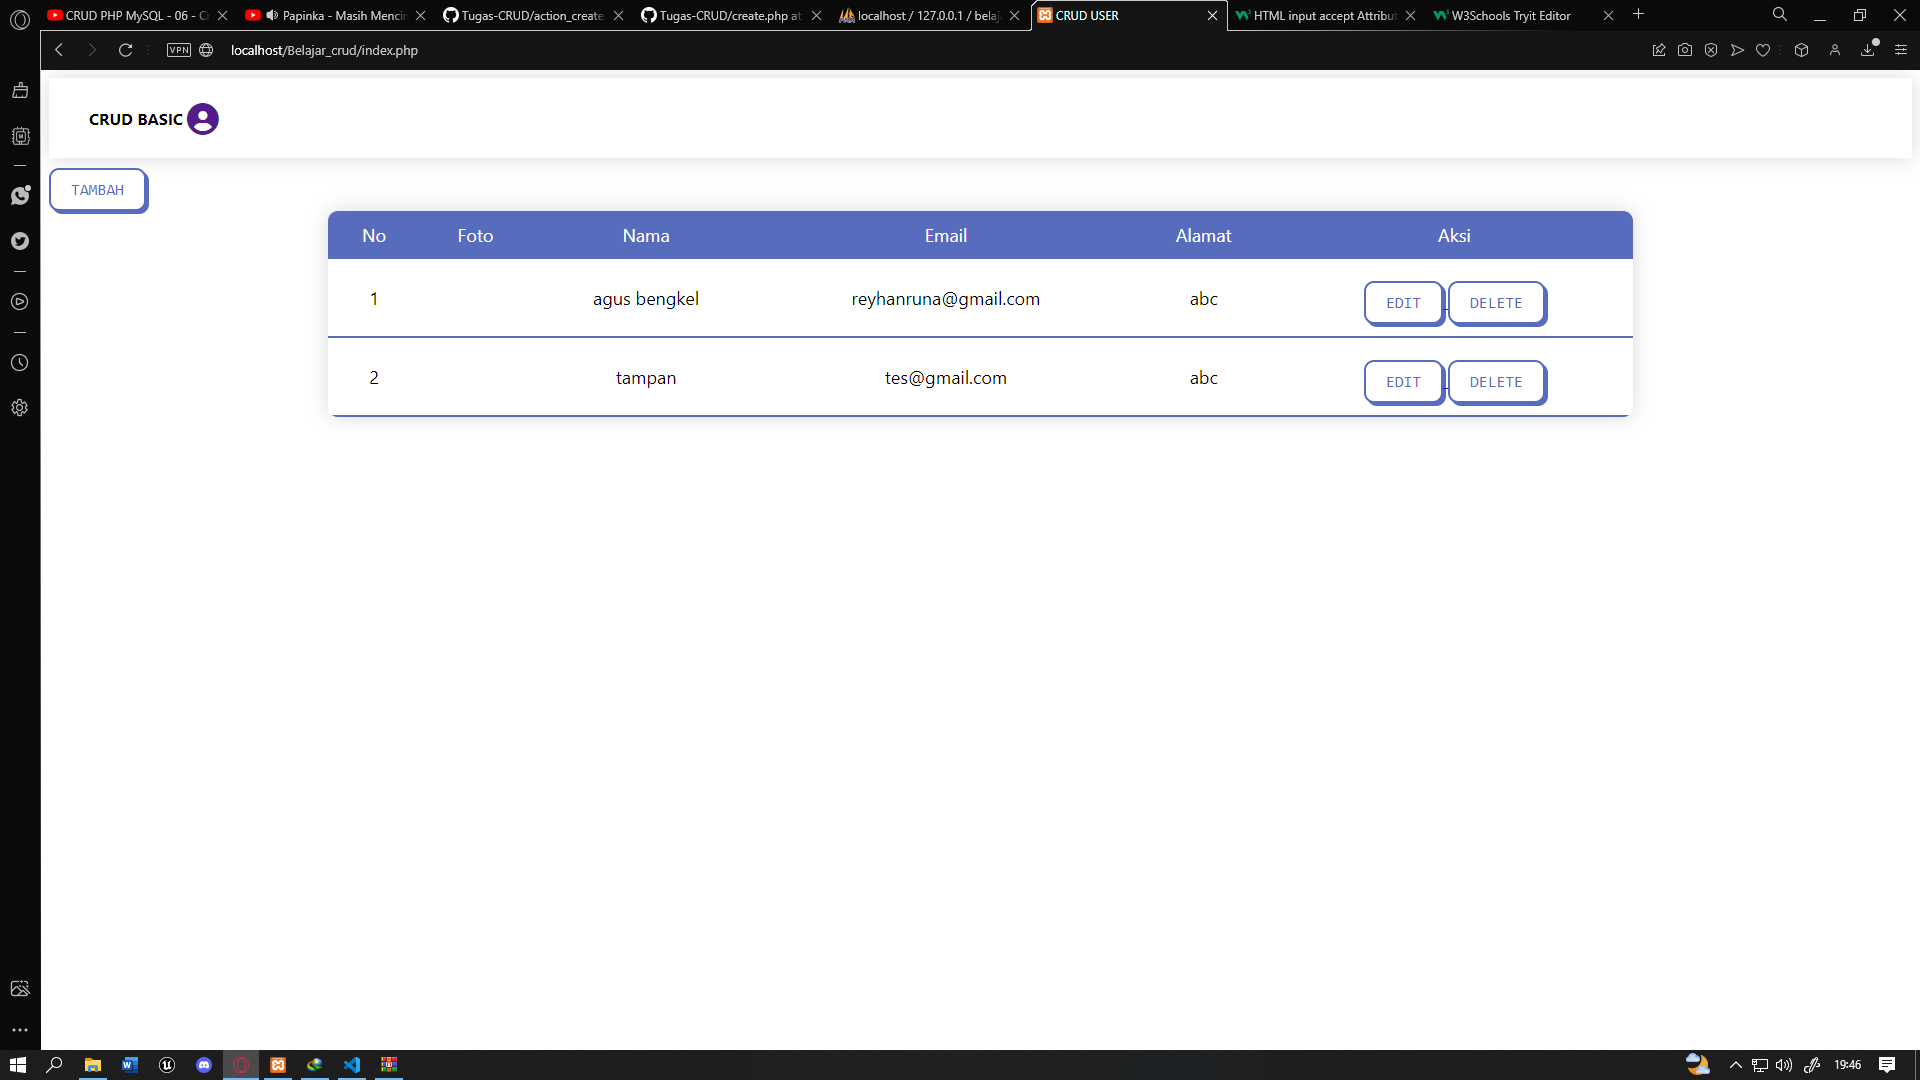 CRUD PHP MySQL - 06 - Cr
Papinka - Masih Mencin
Tugas-CRUD/action_create.
Tugas-CRUD/create.php at
localhost / 127.0.0.1 / belaj
CRUD USER
HTML input accept Attribut
W3Schools Tryit Editor
VPN
localhost/Belajar_crud/index.php
CRUD BASIC
TAMBAH
No Foto Nama Email Alamat Aksi
1 agus bengkel reyhanruna@gmail.com abc EDIT DELETE
2 tampan tes@gmail.com abc EDIT DELETE
19:46